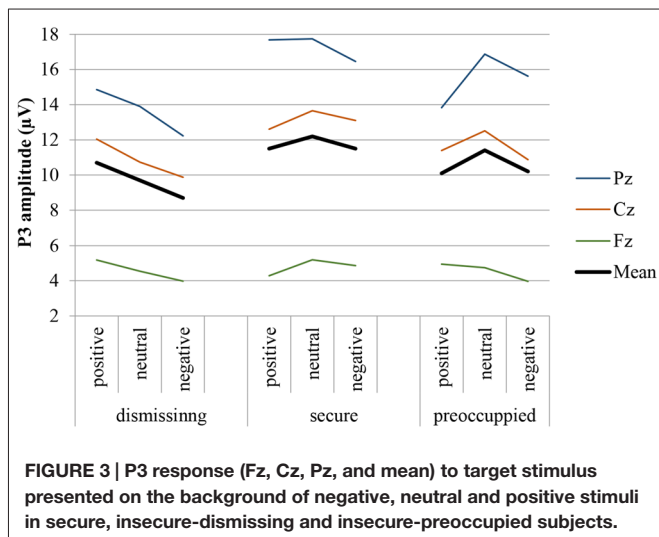 18
16
14
12
10
8
6
4
2
P3 amplitude (µV)
positive
neutral
negative
positive
neutral
negative
positive
neutral
negative
dismissinng
secure
preoccuppied
Pz
Cz
Fz
Mean
FIGURE 3 | P3 response (Fz, Cz, Pz, and mean) to target stimulus
presented on the background of negative, neutral and positive stimuli
in secure, insecure-dismissing and insecure-preoccupied subjects.